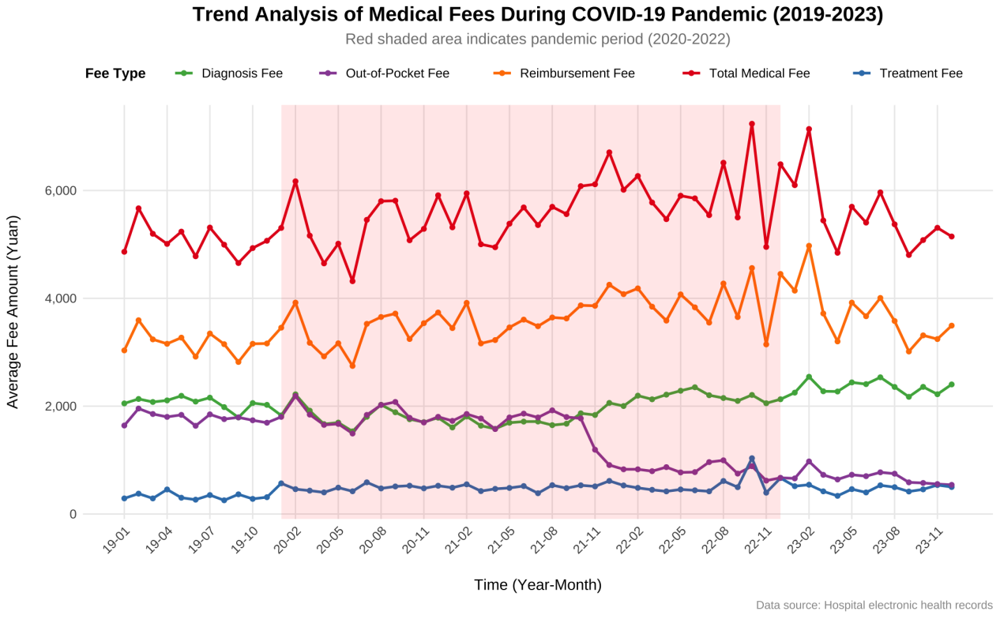 Trend Analysis of Medical Fees During COVID-19 Pandemic (2019-2023)
Red shaded area indicates pandemic period (2020-2022)
Fee Type Diagnosis Fee Out-of-Pocket Fee Reimbursement Fee Total Medical Fee Treatment Fee
Average Fee Amount (Yuan)
6,000
4,000
2,000
0
19-01 19-04 19-07 19-10 20-02 20-05 20-08 20-11 21-02 21-05 21-08 21-11 22-02 22-05 22-08 22-11 23-02 23-05 23-08 23-11
Time (Year-Month)
Data source: Hospital electronic health records